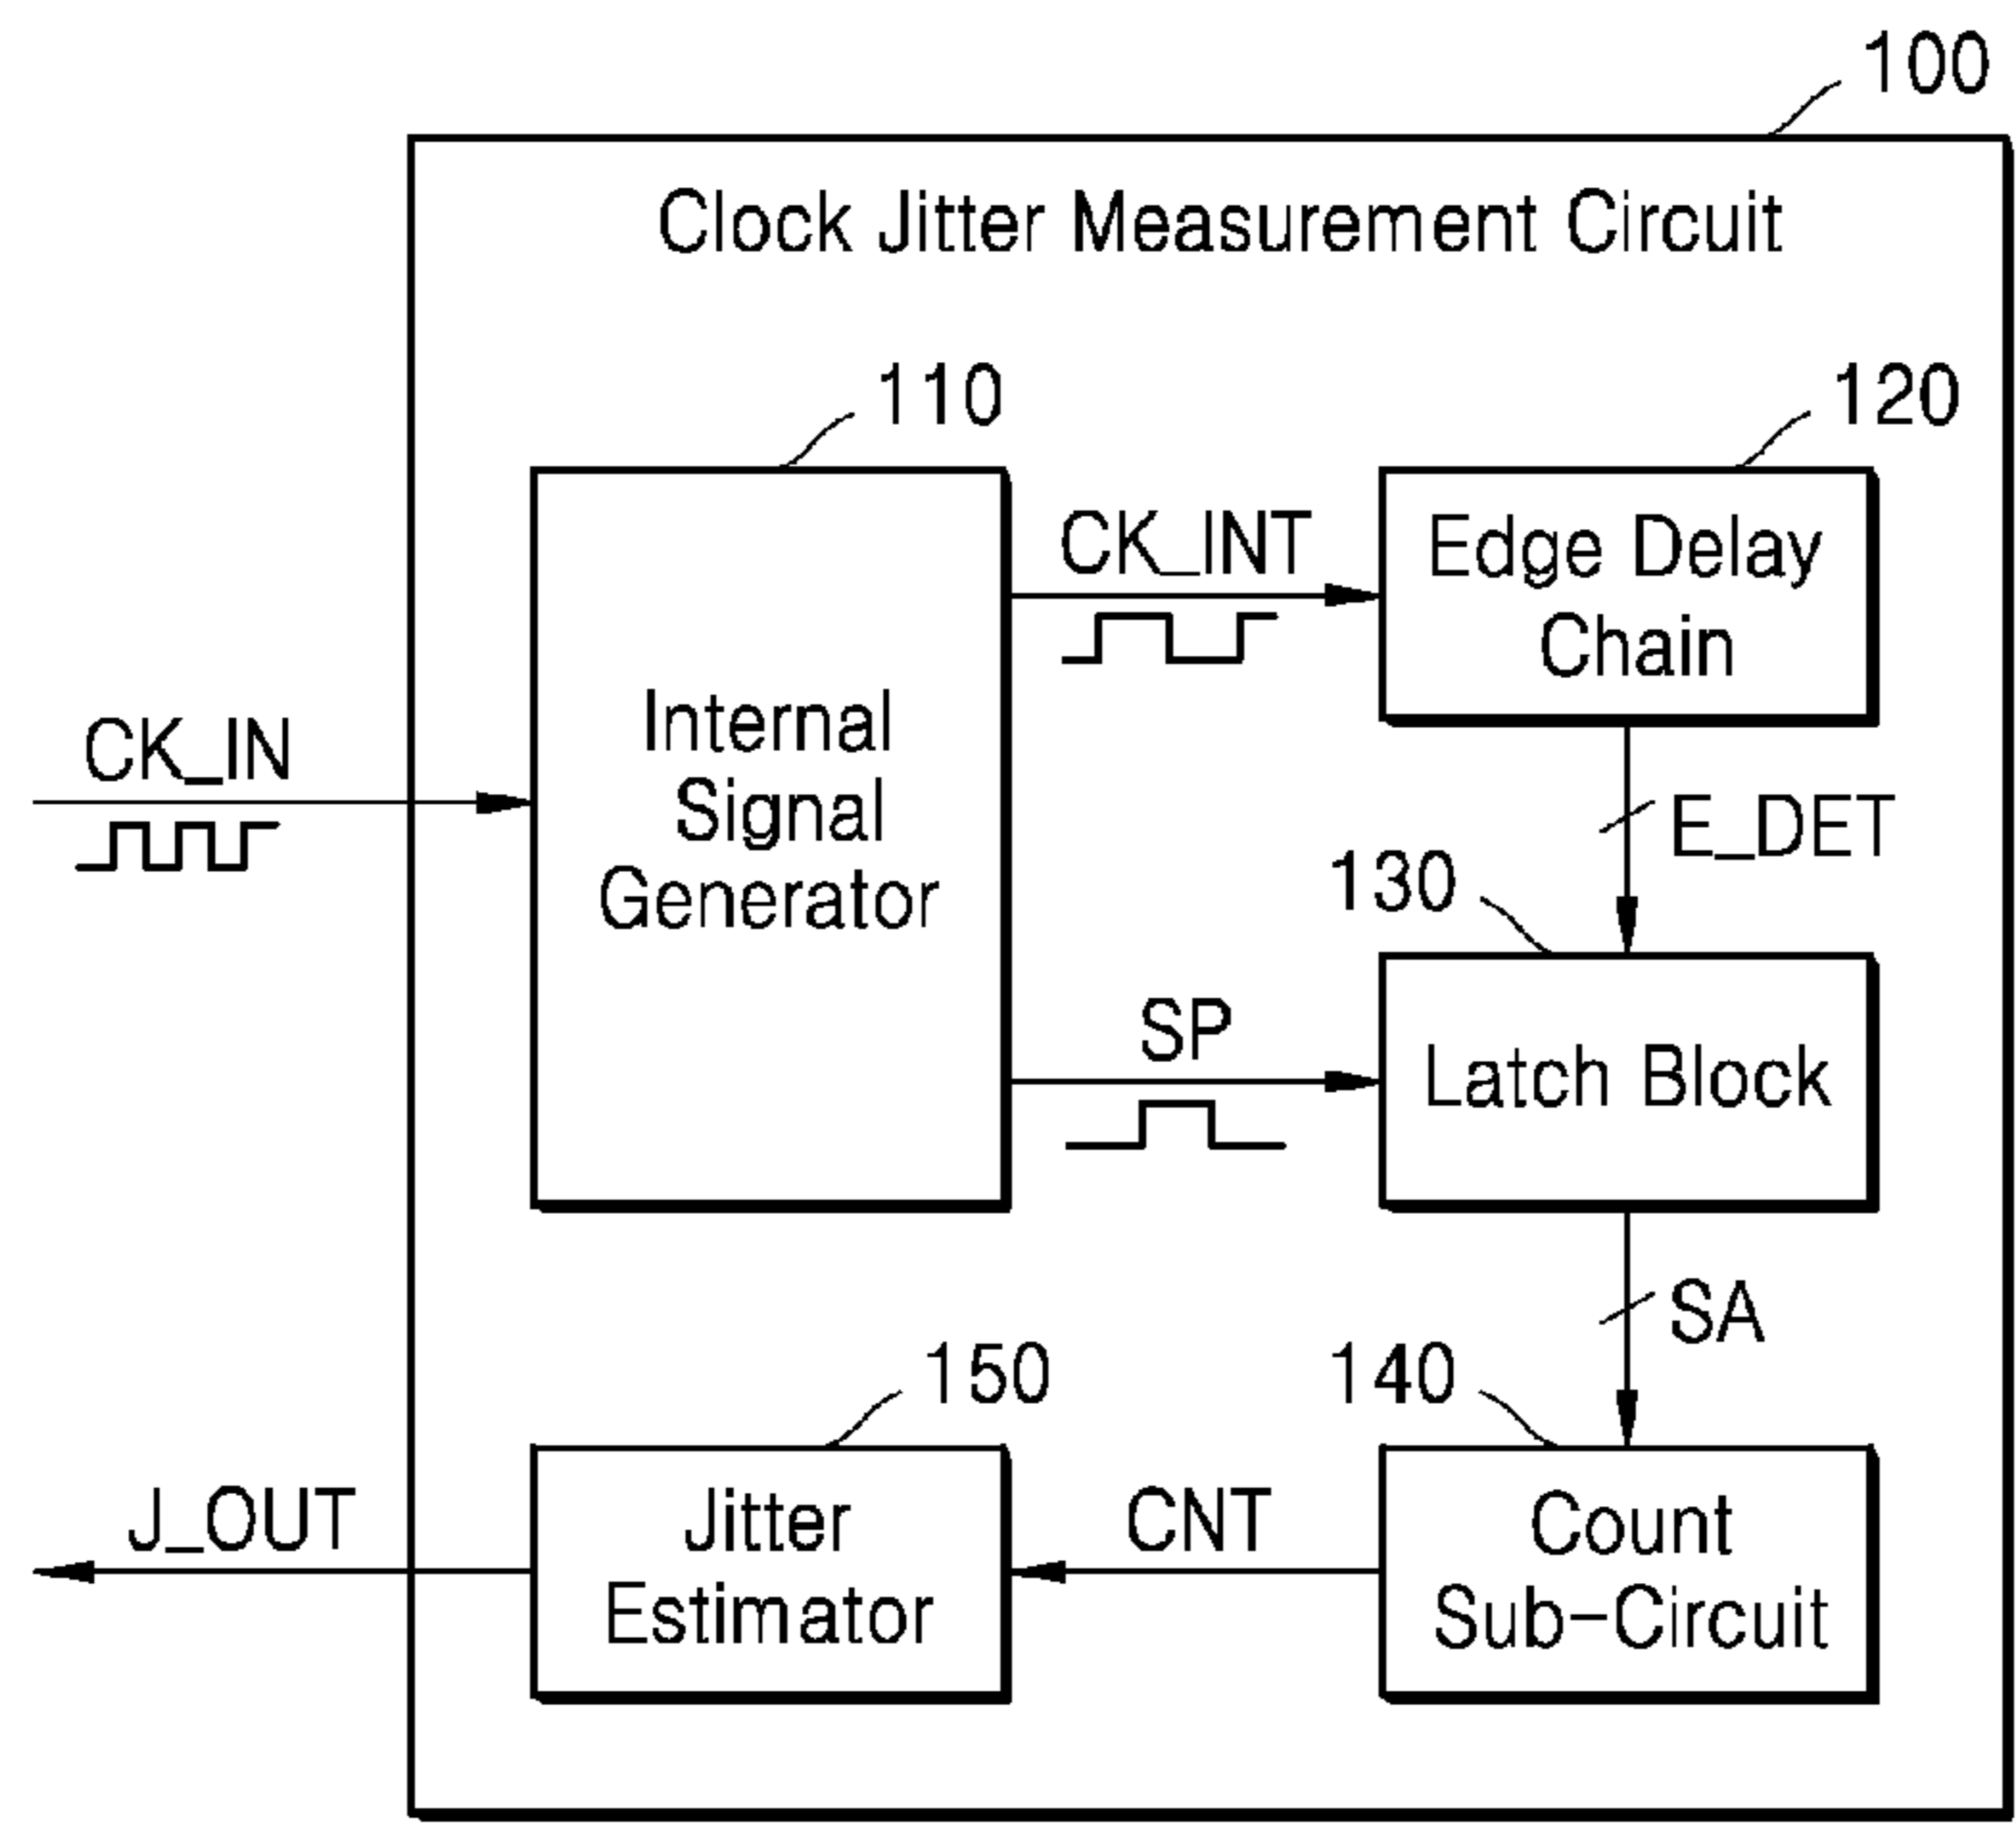 100
Clock Jitter Measurement Circuit
110
120
CK_INT
Edge Delay
Chain
CK_IN
Internal
Signal
Generator
E_DET
130
SP
Latch Block
SA
150
140
J_OUT
Jitter
Estimator
CNT
Count
Sub-Circuit